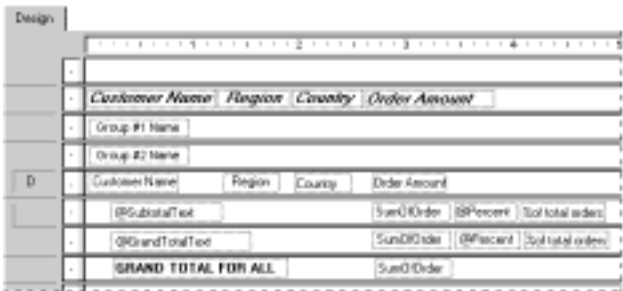 Design
1 2 3 4 5
Customer Name Region Country Order Amount
Group #1 Name
Group #2 Name
D Customer Name Region Country Order Amount
@SubtotalText SumOfOrder @Percent %of total orders
@GrandTotalText SumOfOrder @Percent %of total orders
GRAND TOTAL FOR ALL SumOfOrder